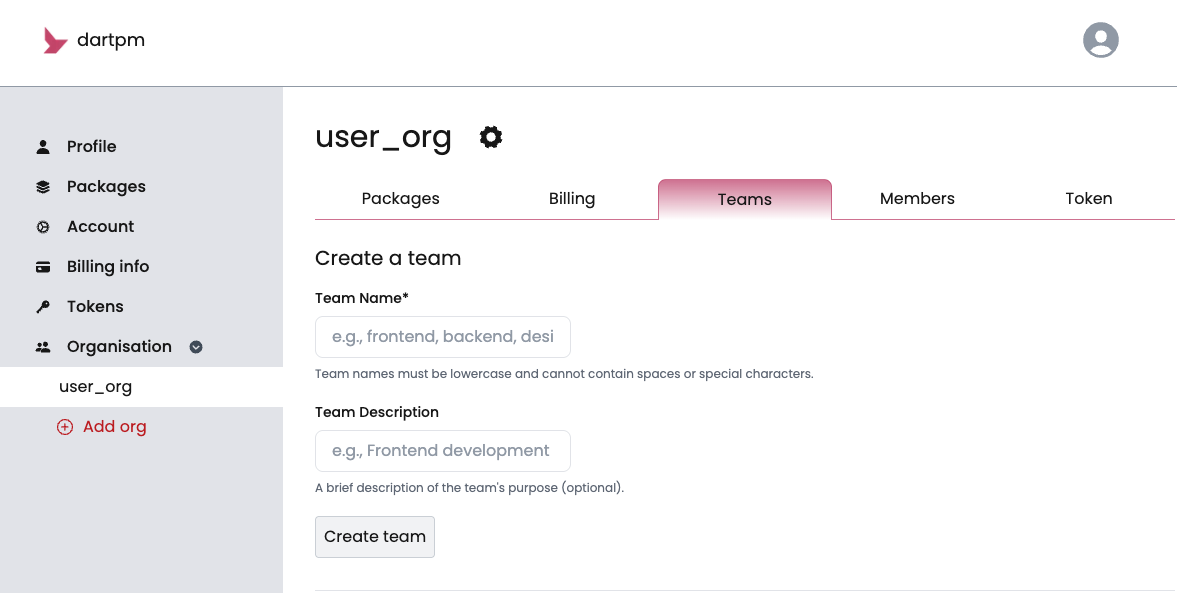 dartpm
Profile
Packages
Account
Billing info
Tokens
Organisation
user_org
Add org
user_org
Packages Billing Teams Members Token
Create a team
Team Name*
e.g., frontend, backend, desi
Team names must be lowercase and cannot contain spaces or special characters.
Team Description
e.g., Frontend development
A brief description of the team's purpose (optional).
Create team